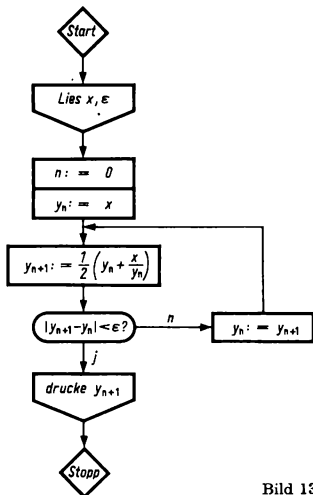 Start
Lies x, ε
n := 0
yₙ := x
yₙ₊₁ := 1/2 (yₙ + x/yₙ)
|yₙ₊₁ - yₙ| < ε ?
n
yₙ := yₙ₊₁
j
drucke yₙ₊₁
Stopp
Bild 13